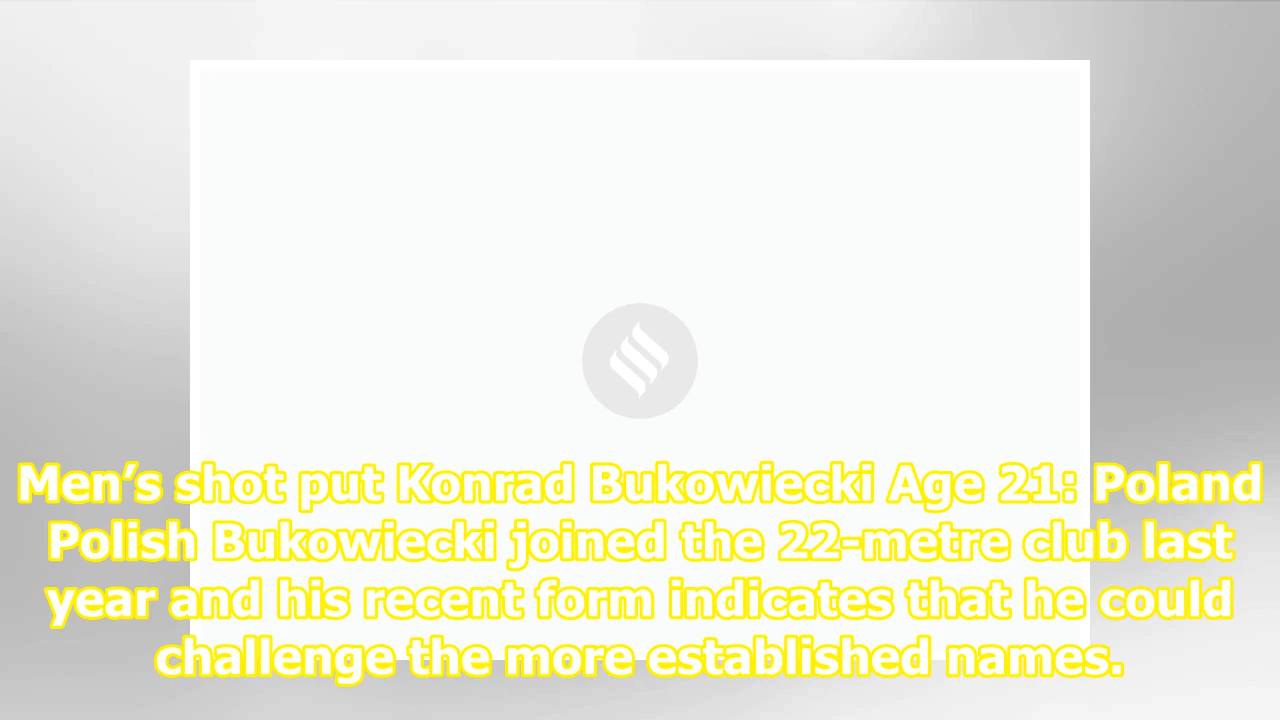 Men’s shot put Konrad Bukowiecki Age 21: Poland
Polish Bukowiecki joined the 22-metre club last
year and his recent form indicates that he could
challenge the more established names.